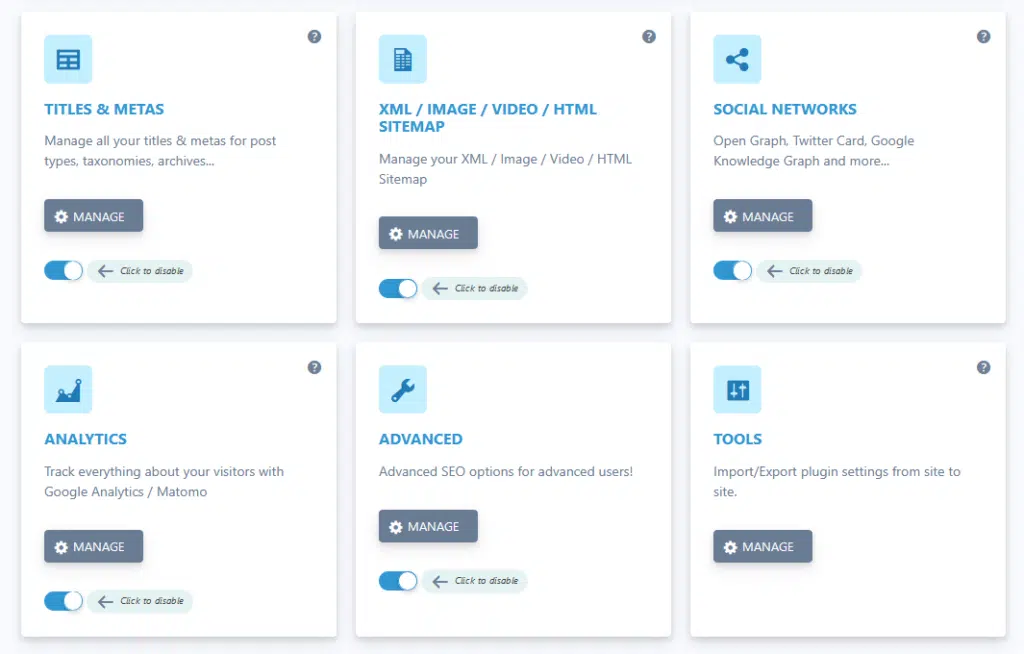 TITLES & METAS
Manage all your titles & metas for post
types, taxonomies, archives...
MANAGE
Click to disable
XML / IMAGE / VIDEO / HTML
SITEMAP
Manage your XML / Image / Video / HTML
Sitemap
MANAGE
Click to disable
SOCIAL NETWORKS
Open Graph, Twitter Card, Google
Knowledge Graph and more...
MANAGE
Click to disable
ANALYTICS
Track everything about your visitors with
Google Analytics / Matomo
MANAGE
Click to disable
ADVANCED
Advanced SEO options for advanced users!
MANAGE
Click to disable
TOOLS
Import/Export plugin settings from site to
site.
MANAGE